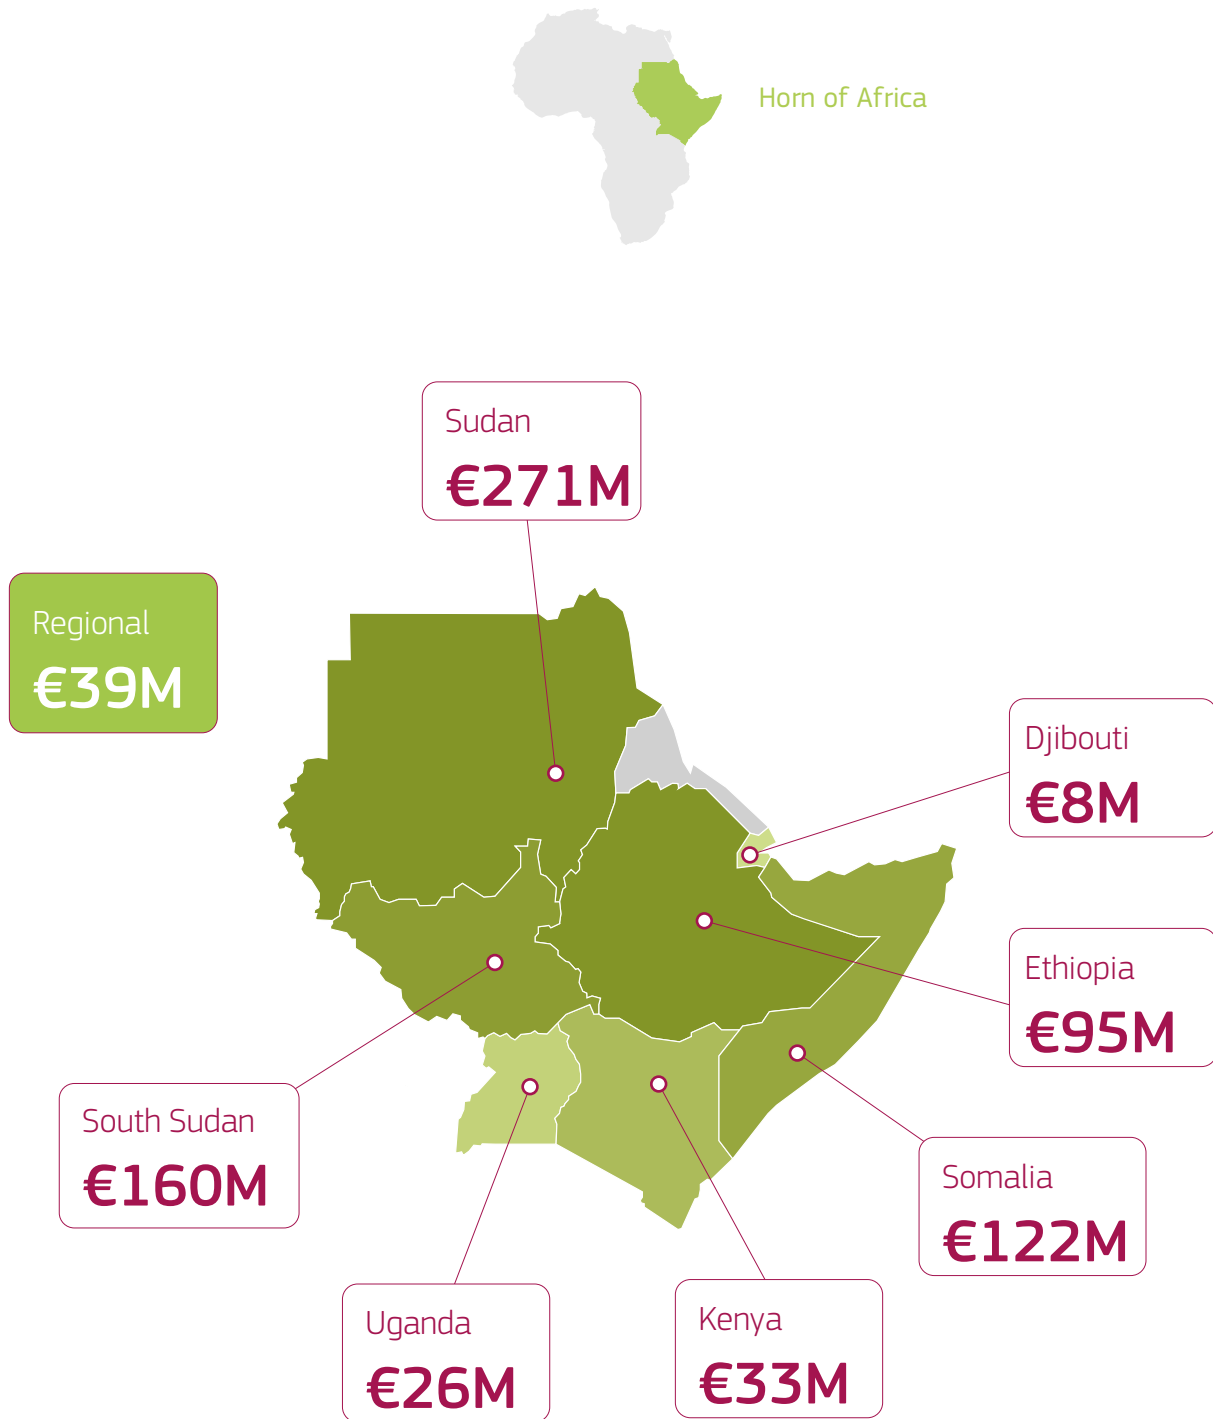 Horn of Africa
Sudan
€271M
Regional
€39M
Djibouti
€8M
Ethiopia
€95M
South Sudan
€160M
Somalia
€122M
Uganda
€26M
Kenya
€33M